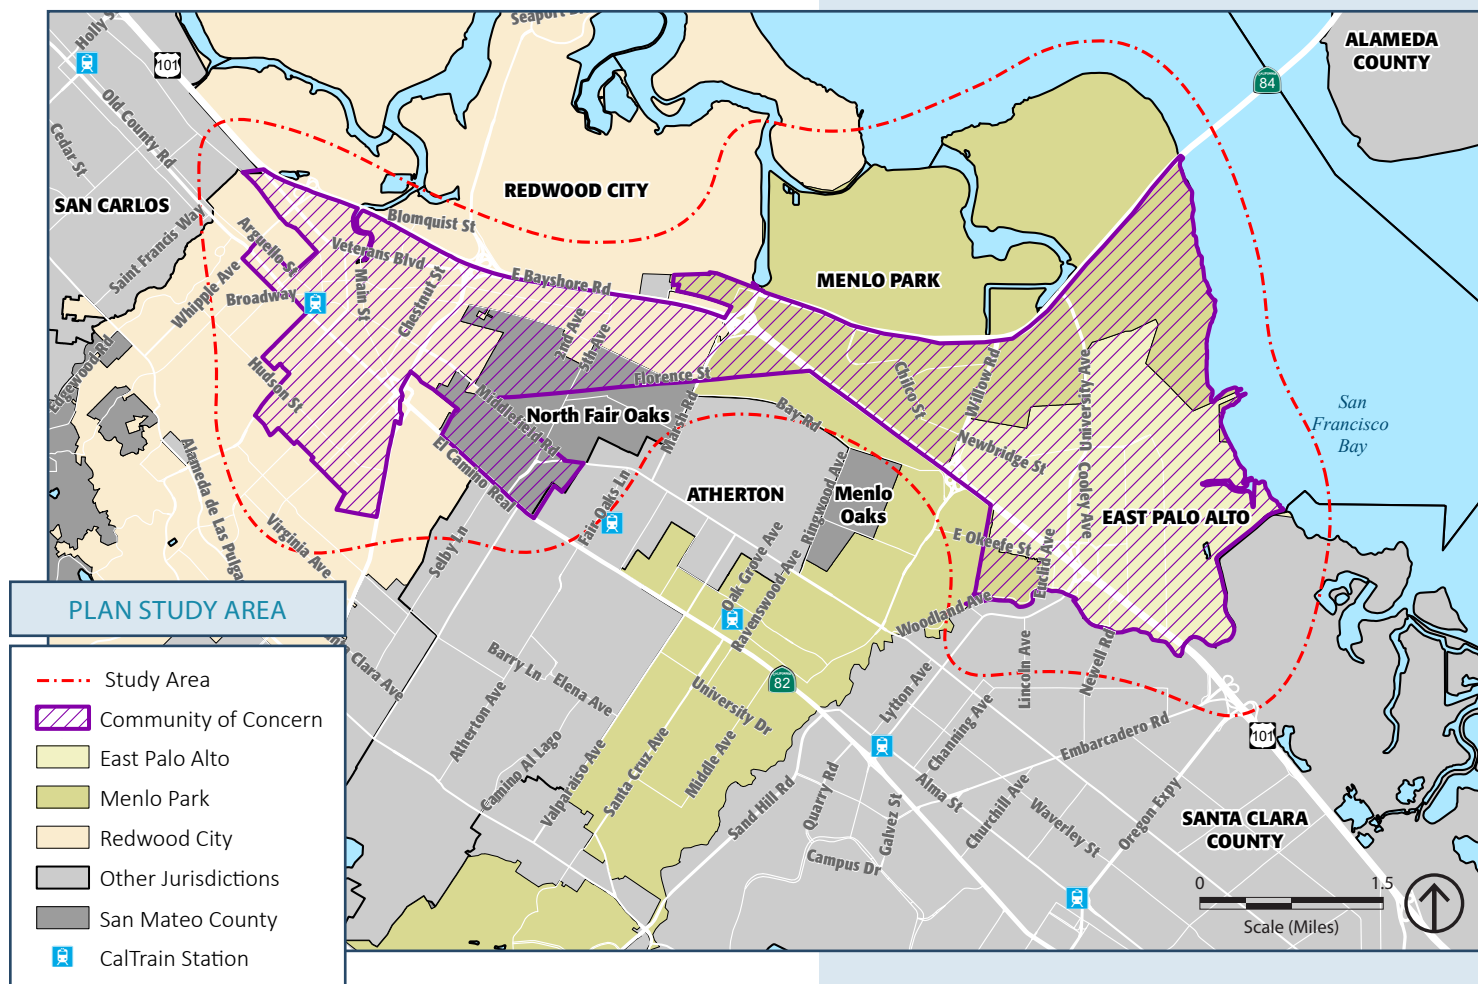 Seaport B
Holly S
101
Old County Rd
Cedar St
SAN CARLOS
Saint Francis Way
ALAMEDA
COUNTY
CALIFORNIA
84
REDWOOD CITY
Blomquist St
Veterans Blvd
Arguello St
Whipple Ave
Broadway
Main St
Chestnut St
E Bayshore Rd
2nd Ave
5th Ave
MENLO PARK
Florence St
Edgewood Rd
Hudson St
Middlefield Rd
North Fair Oaks
Marsh Rd
Bay Rd
Chilco St
Willow Rd
University Ave
San
Francisco
Bay
Newbridge St
Cooley Ave
El Camino Real
Alameda de Las Pulga
Virginia Ave
Selby Ln
Fair Oaks Ln
ATHERTON
Menlo
Oaks
Ringwood Ave
EAST PALO ALTO
E Okeefe St
Euclid Ave
Oak Grove Ave
Ravenswood Ave
Woodland Ave
Clara Ave
Barry Ln
Elena Ave
Atherton Ave
Camino Al Lago
Valparaiso Ave
Santa Cruz Ave
Middle Ave
University Dr
CALIFORNIA
82
Lytton Ave
Lincoln Ave
Newell Rd
Channing Ave
Embarcadero Rd
101
Sand Hill Rd
Quarry Rd
Galvez St
Alma St
Churchill Ave
Waverley St
Oregon Expy
Campus Dr
SANTA CLARA
COUNTY
0 1.5
Scale (Miles)
PLAN STUDY AREA
Study Area
Community of Concern
East Palo Alto
Menlo Park
Redwood City
Other Jurisdictions
San Mateo County
CalTrain Station